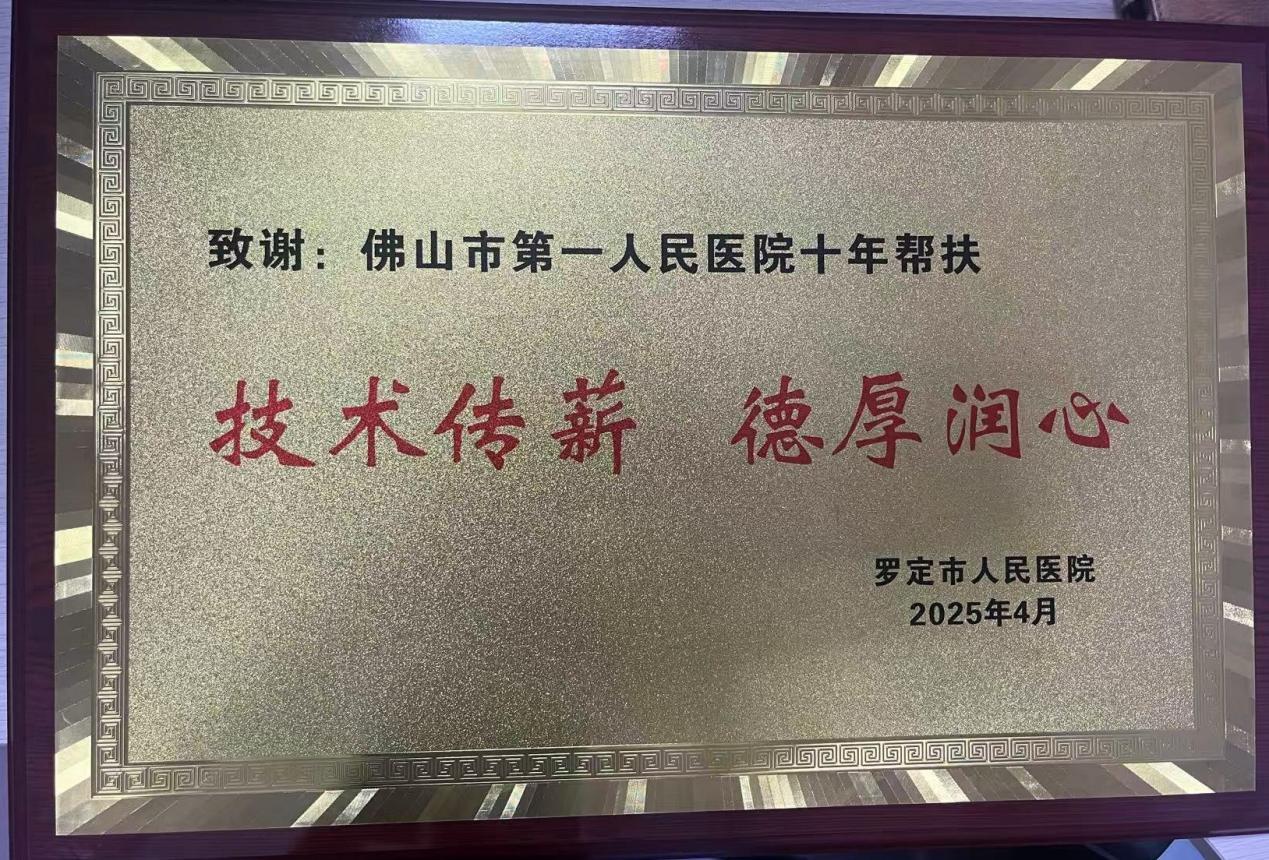 致谢：佛山市第一人民医院十年帮扶
技术传薪 德厚润心
罗定市人民医院
2025年4月